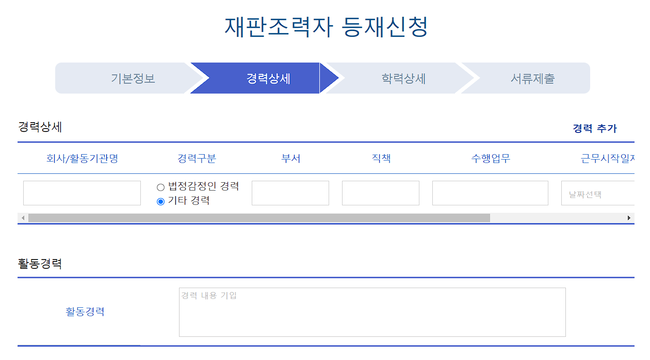 재판조력자 등재신청
기본정보 경력상세 학력상세 서류제출
경력상세 경력 추가
회사/활동기관명 경력구분 부서 직책 수행업무 근무시작일자
법정감정인 경력
기타 경력
날짜선택
활동경력
활동경력
경력 내용 기입